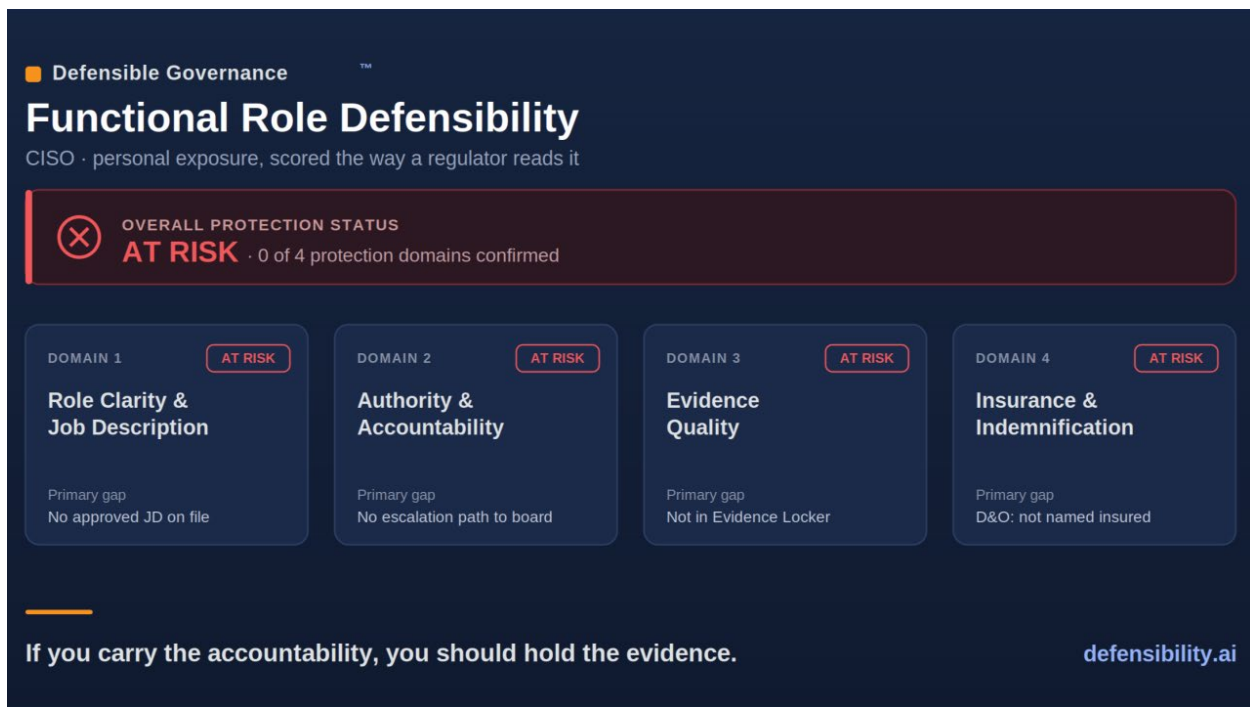 Defensible Governance ™
Functional Role Defensibility
CISO · personal exposure, scored the way a regulator reads it
OVERALL PROTECTION STATUS
AT RISK · 0 of 4 protection domains confirmed
DOMAIN 1 AT RISK
Role Clarity &
Job Description
Primary gap
No approved JD on file
DOMAIN 2 AT RISK
Authority &
Accountability
Primary gap
No escalation path to board
DOMAIN 3 AT RISK
Evidence
Quality
Primary gap
Not in Evidence Locker
DOMAIN 4 AT RISK
Insurance &
Indemnification
Primary gap
D&O: not named insured
If you carry the accountability, you should hold the evidence.
defensibility.ai